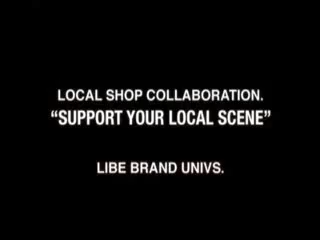 LOCAL SHOP COLLABORATION.
“SUPPORT YOUR LOCAL SCENE”
LIBE BRAND UNIVS.